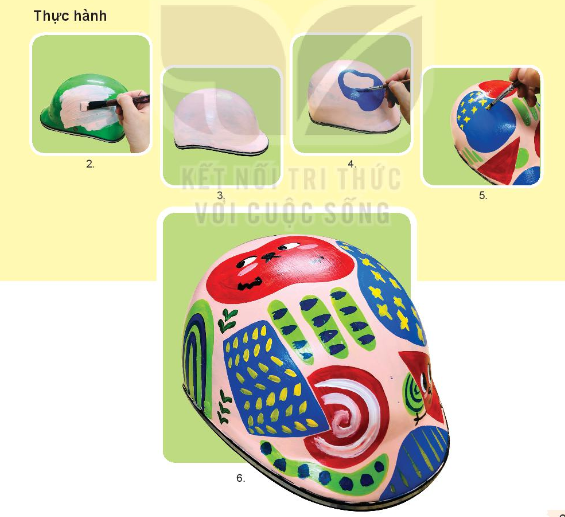 Thực hành
2.
3.
4.
5.
KẾT NỐI TRI THỨC
VỚI CUỘC SỐNG
6.